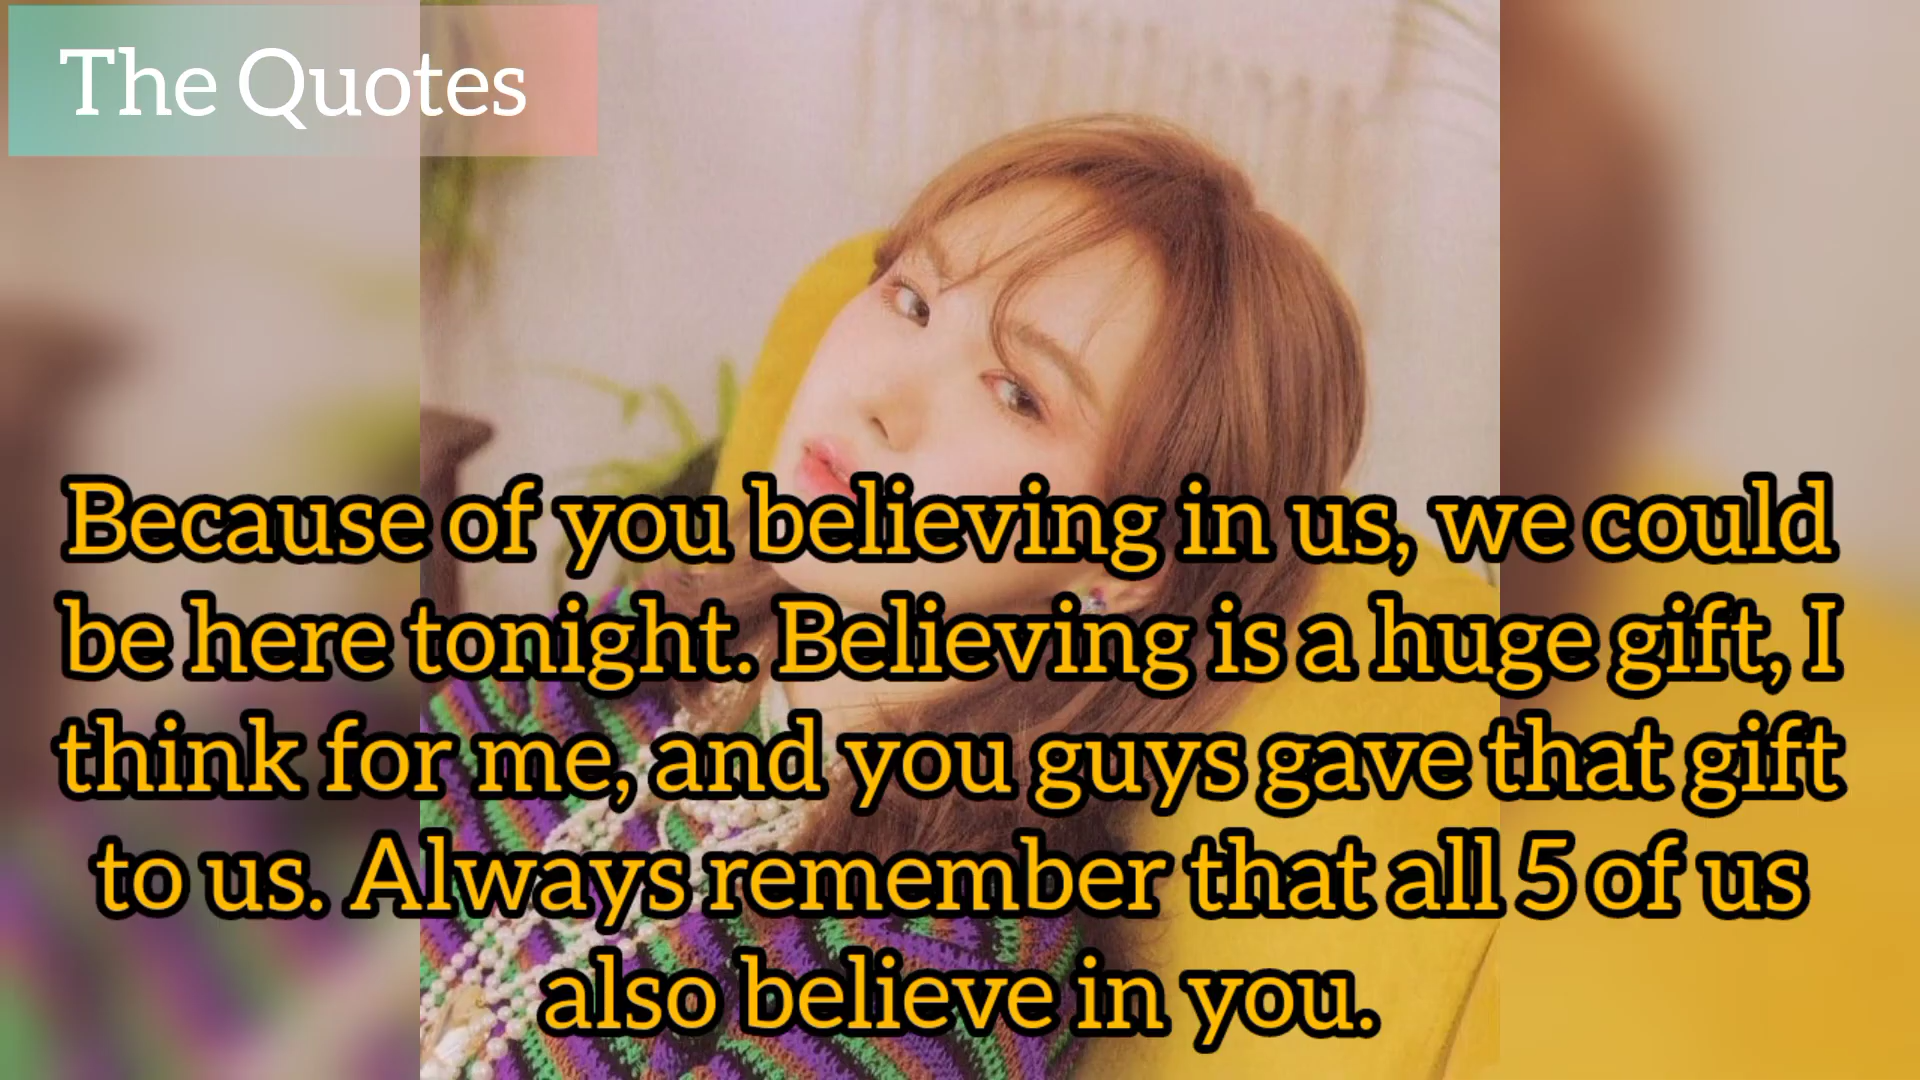 The Quotes
Because of you believing in us, we could
be here tonight. Believing is a huge gift, I
think for me, and you guys gave that gift
to us. Always remember that all 5 of us
also believe in you.